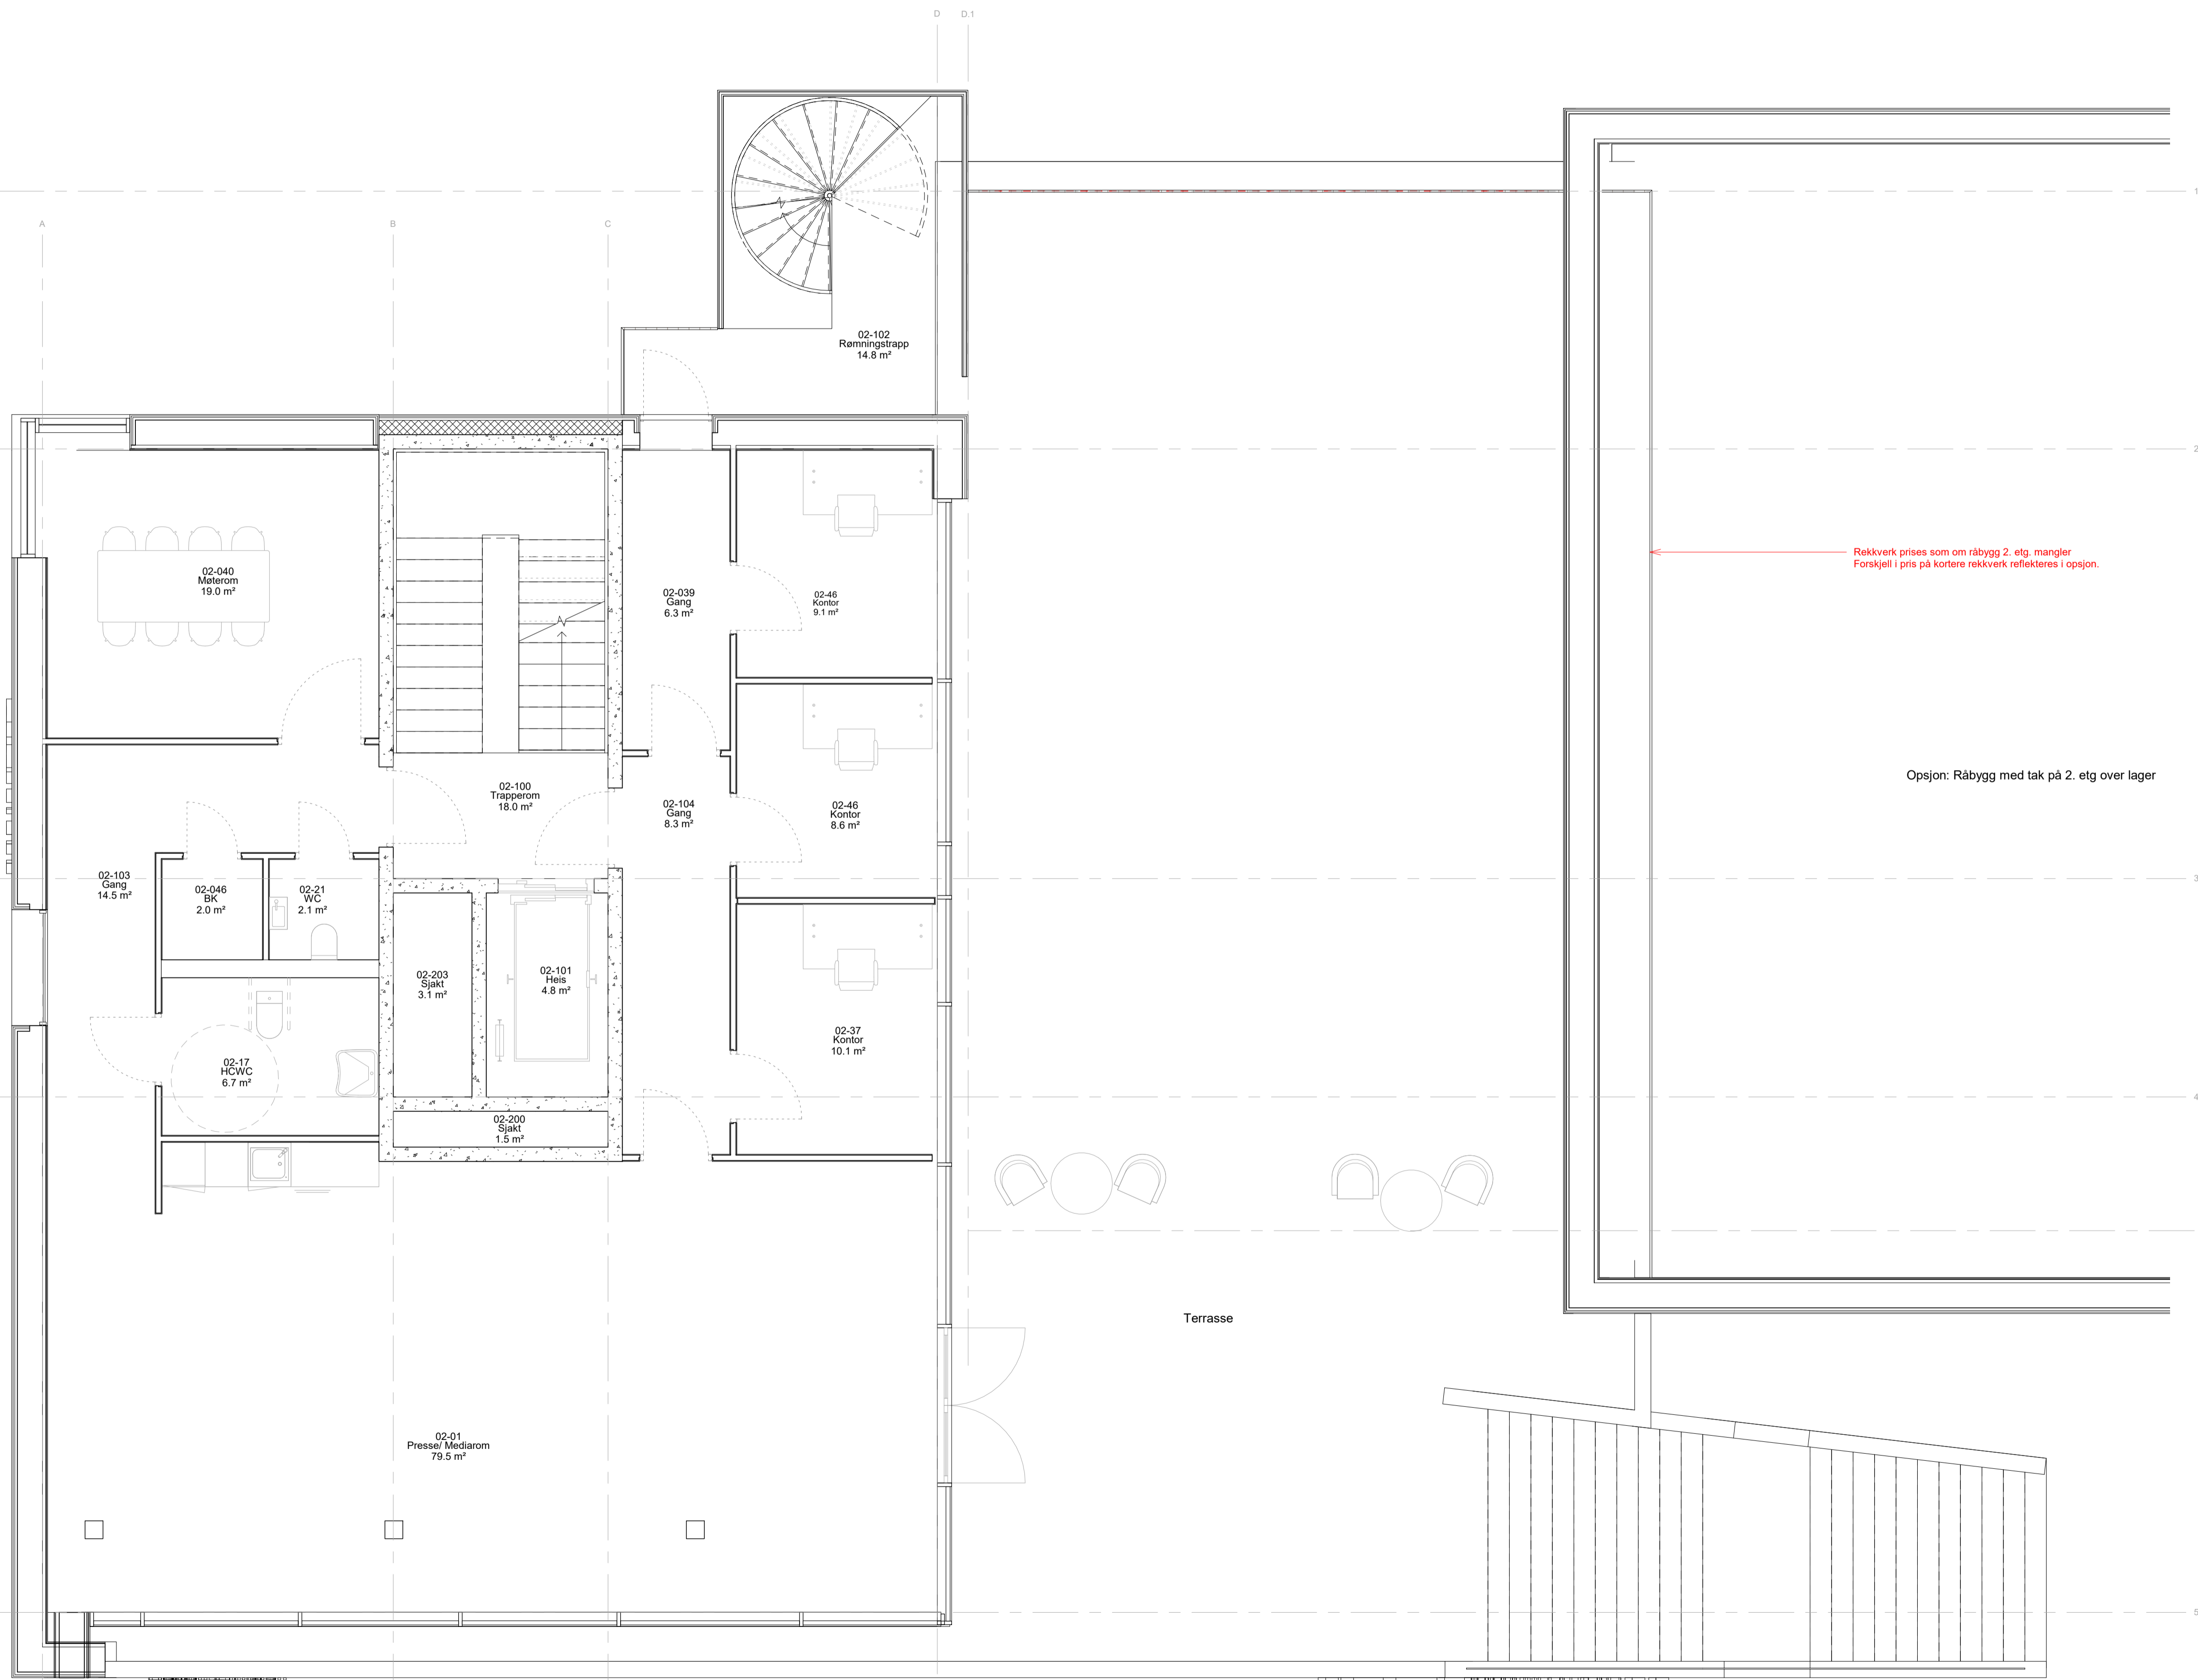 D
D.1
1
A
B
C
02-102
Rømningstrapp
14.8 m²
2
02-040
Møterom
19.0 m²
02-039
Gang
6.3 m²
02-46
Kontor
9.1 m²
Rekkverk prises som om råbygg 2. etg. mangler
Forskjell i pris på kortere rekkverk reflekteres i opsjon.
Opsjon: Råbygg med tak på 2. etg over lager
02-100
Trapperom
18.0 m²
02-104
Gang
8.3 m²
02-46
Kontor
8.6 m²
02-103
Gang
14.5 m²
02-046
BK
2.0 m²
02-21
WC
2.1 m²
3
02-203
Sjakt
3.1 m²
02-101
Heis
4.8 m²
02-37
Kontor
10.1 m²
02-17
HCWC
6.7 m²
4
02-200
Sjakt
1.5 m²
Terrasse
02-01
Presse/ Mediarom
79.5 m²
5